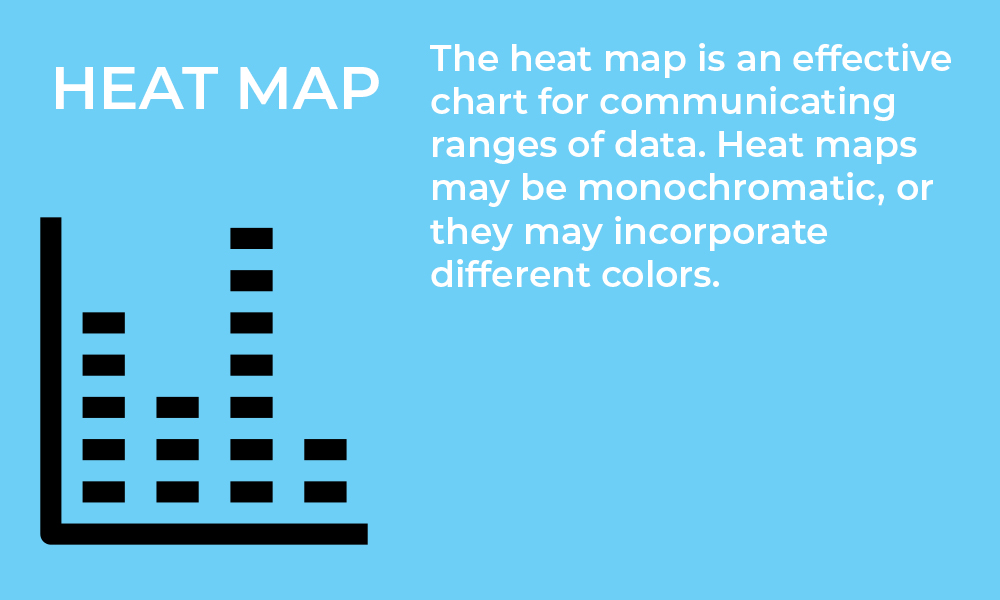 HEAT MAP
The heat map is an effective
chart for communicating
ranges of data. Heat maps
may be monochromatic, or
they may incorporate
different colors.